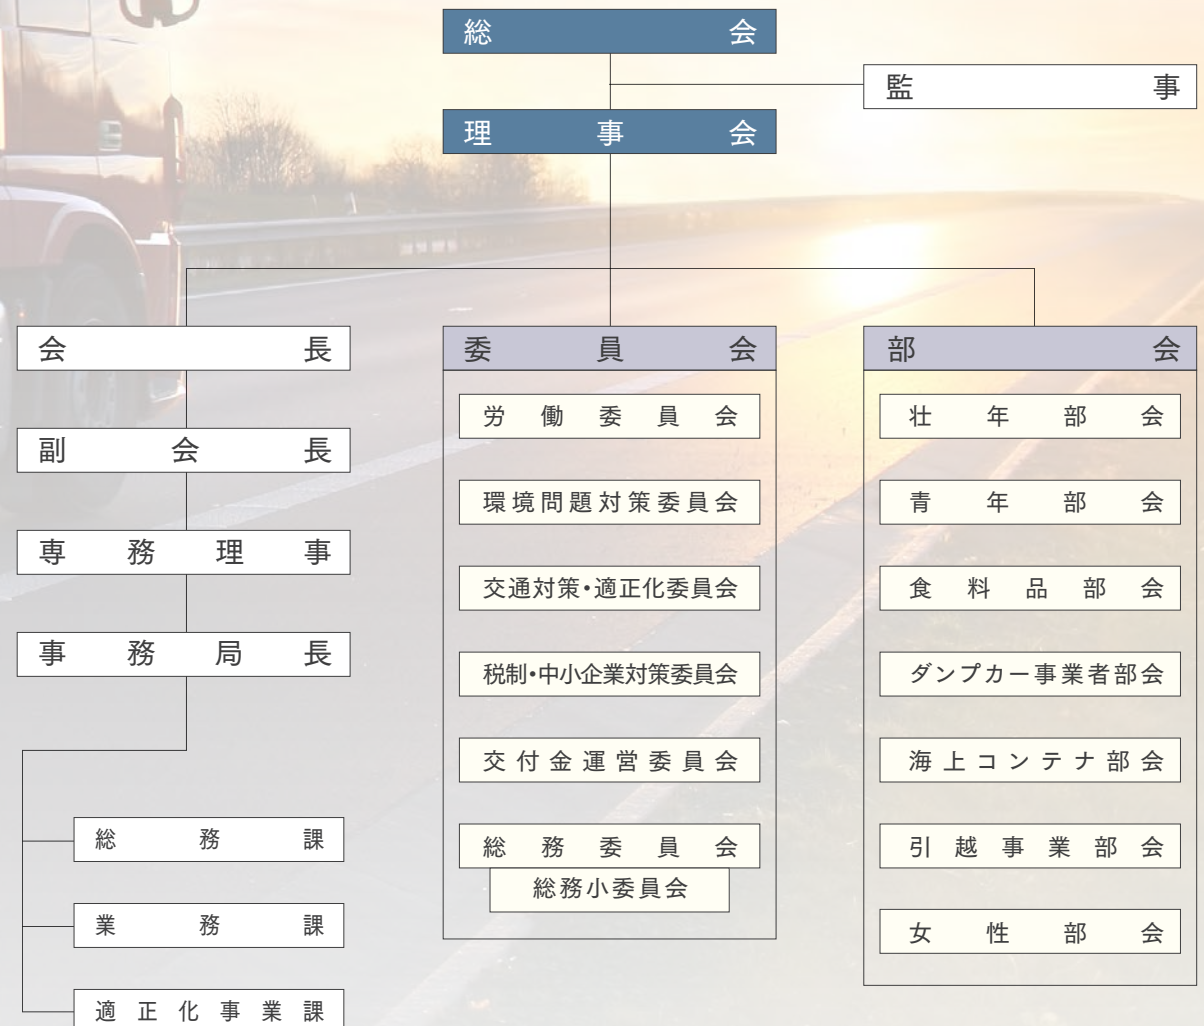 総会
監事
理事会
会長
副会長
専務理事
事務局長
総務課
業務課
適正化事業課
委員会
労働委員会
環境問題対策委員会
交通対策・適正化委員会
税制・中小企業対策委員会
交付金運営委員会
総務委員会
総務小委員会
部会
壮年部会
青年部会
食料品部会
ダンプカー事業者部会
海上コンテナ部会
引越事業部会
女性部会